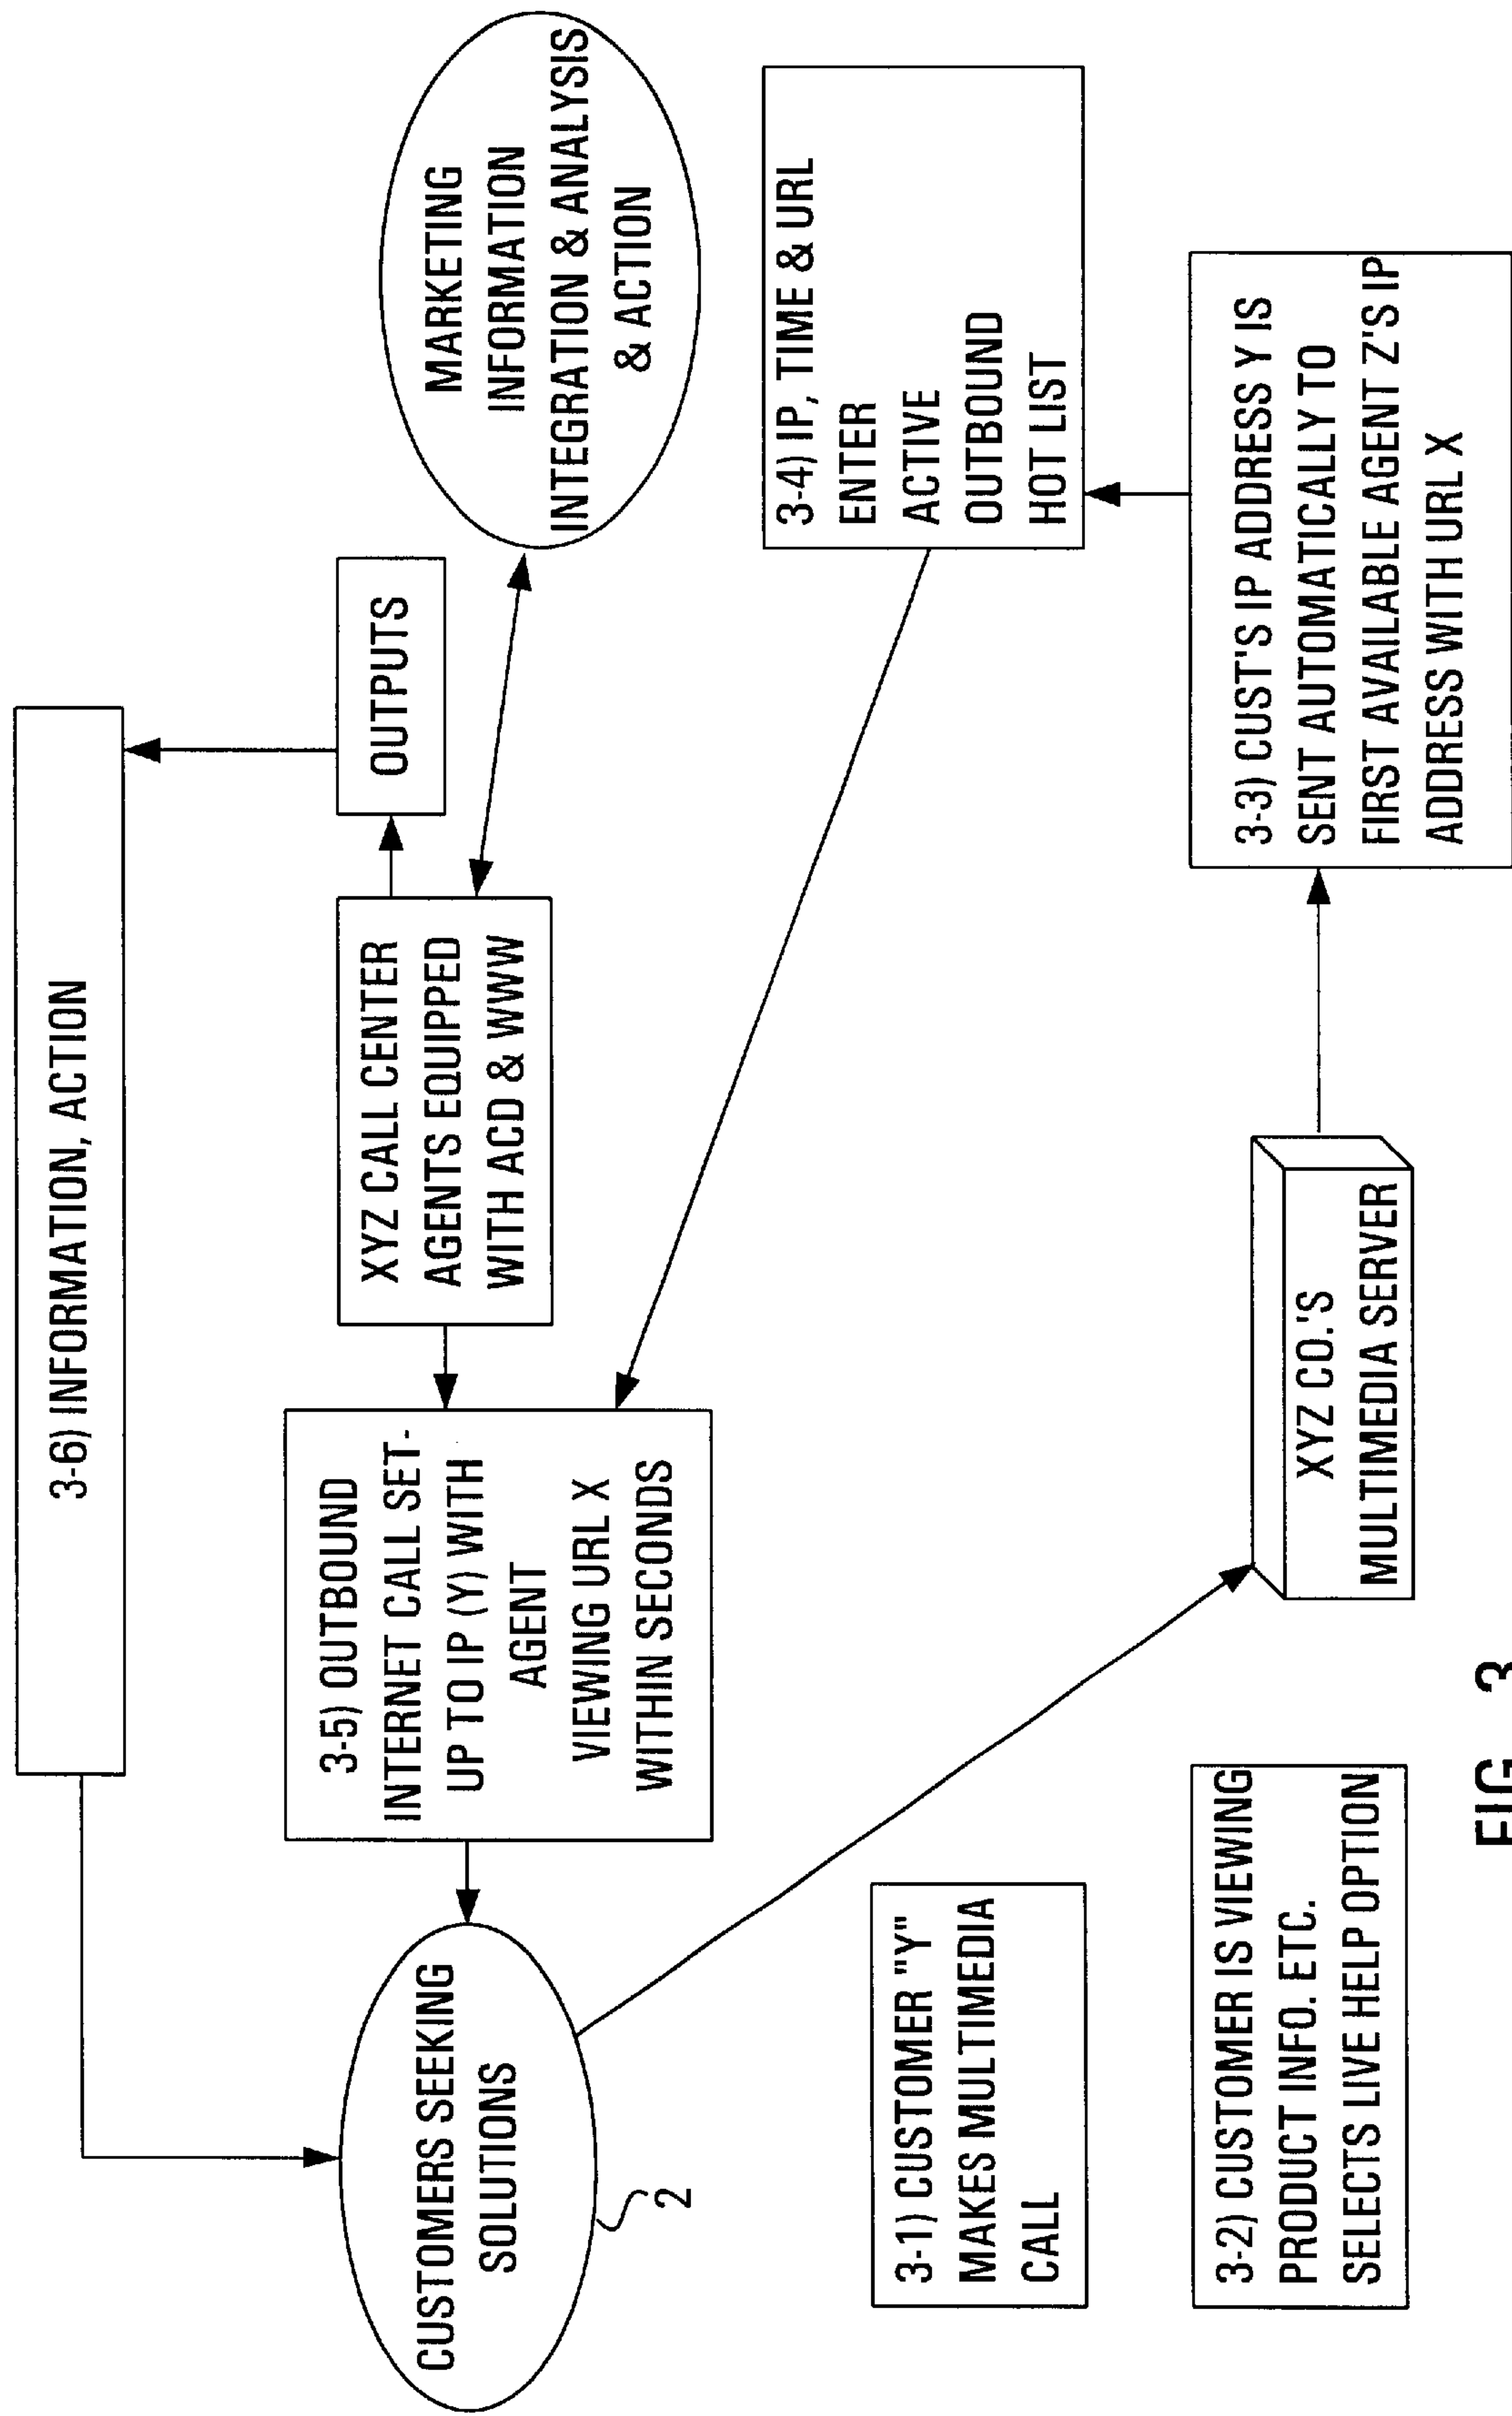 3-6) INFORMATION, ACTION
CUSTOMERS SEEKING
SOLUTIONS
2
3-5) OUTBOUND
INTERNET CALL SET-
UP TO IP (Y) WITH
AGENT
VIEWING URL X
WITHIN SECONDS
XYZ CALL CENTER
AGENTS EQUIPPED
WITH ACD & WWW
OUTPUTS
MARKETING
INFORMATION
INTEGRATION & ANALYSIS
& ACTION
3-1) CUSTOMER "Y"
MAKES MULTIMEDIA
CALL
3-4) IP, TIME & URL
ENTER
ACTIVE
OUTBOUND
HOT LIST
3-2) CUSTOMER IS VIEWING
PRODUCT INFO. ETC.
SELECTS LIVE HELP OPTION
XYZ CO.'S
MULTIMEDIA SERVER
3-3) CUST'S IP ADDRESS Y IS
SENT AUTOMATICALLY TO
FIRST AVAILABLE AGENT Z'S IP
ADDRESS WITH URL X
FIG. 3